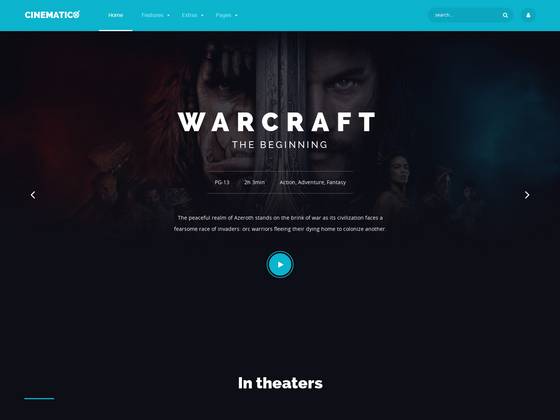 CINEMATICO
Home Features Extras Pages
search...
WARCRAFT
THE BEGINNING
PG-13 2h 3min Action, Adventure, Fantasy
The peaceful realm of Azeroth stands on the brink of war as its civilization faces a
fearsome race of invaders: orc warriors fleeing their dying home to colonize another.
In theaters